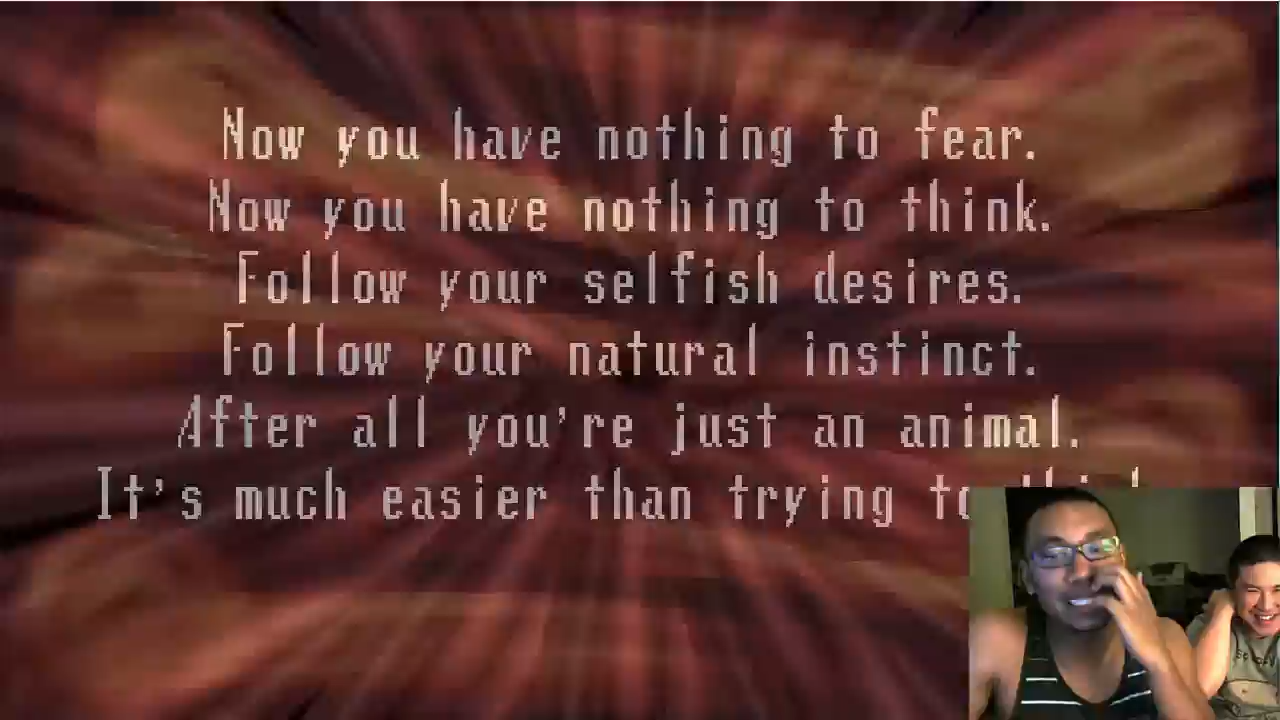 Now you have nothing to fear.
Now you have nothing to think.
Follow your selfish desires.
Follow your natural instinct.
After all you're just an animal.
It's much easier than trying to